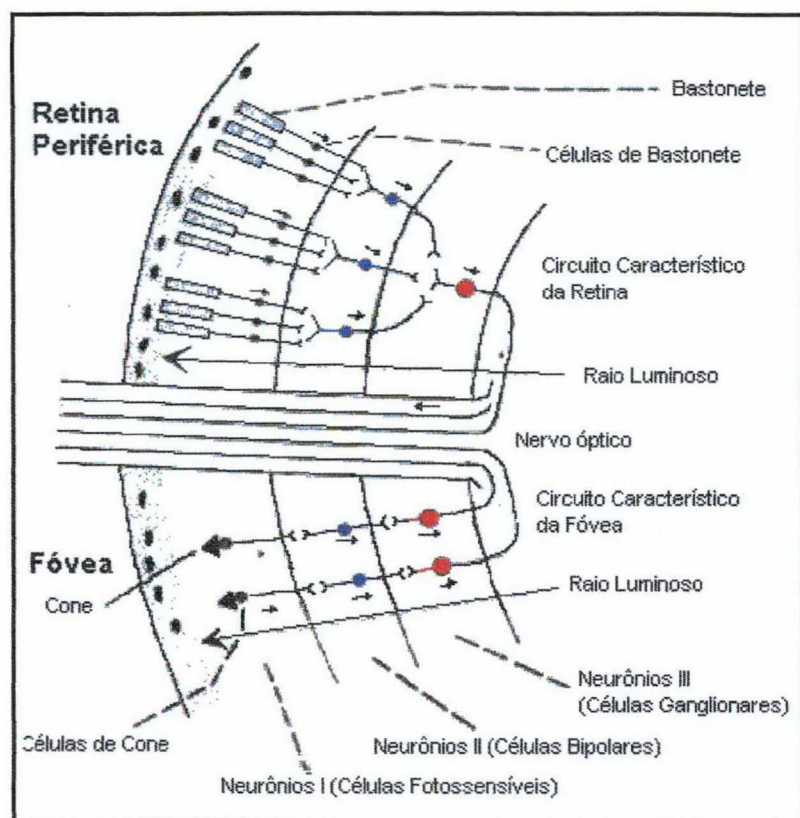 Retina
Periférica
Bastonete
Células de Bastonete
Circuito Característico
da Retina
Raio Luminoso
Nervo óptico
Circuito Característico
da Fóvea
Fóvea
Cone
Raio Luminoso
Neurônios III
(Células Ganglionares)
Células de Cone
Neurônios II (Células Bipolares)
Neurônios I (Células Fotossensíveis)